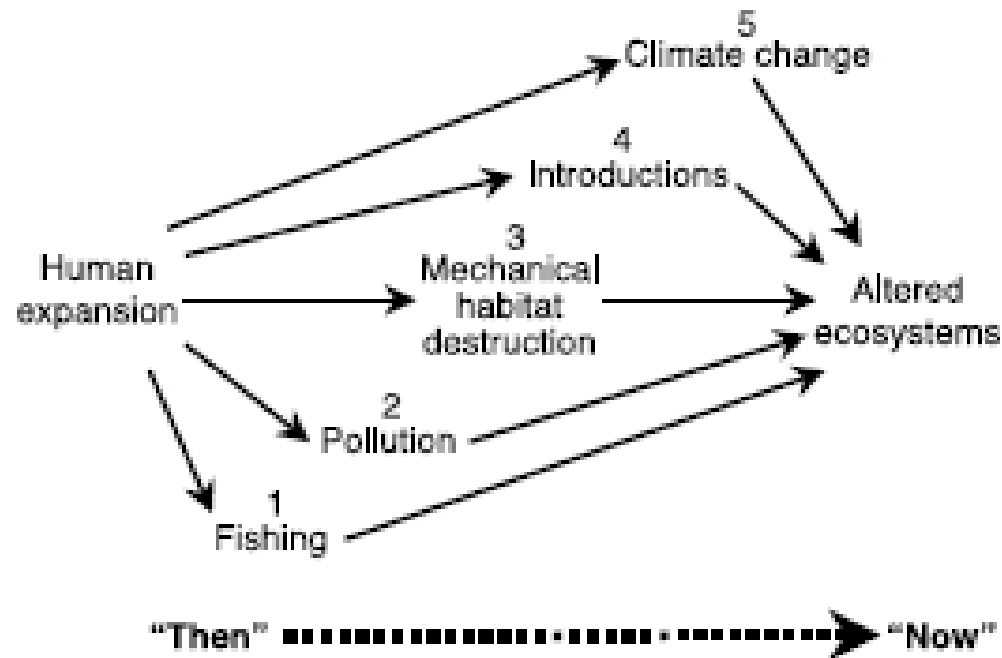 5
Climate change
4
Introductions
3
Human
expansion
Mechanical
habitat
destruction
Altered
ecosystems
2
Pollution
1
Fishing
“Then”
“Now”